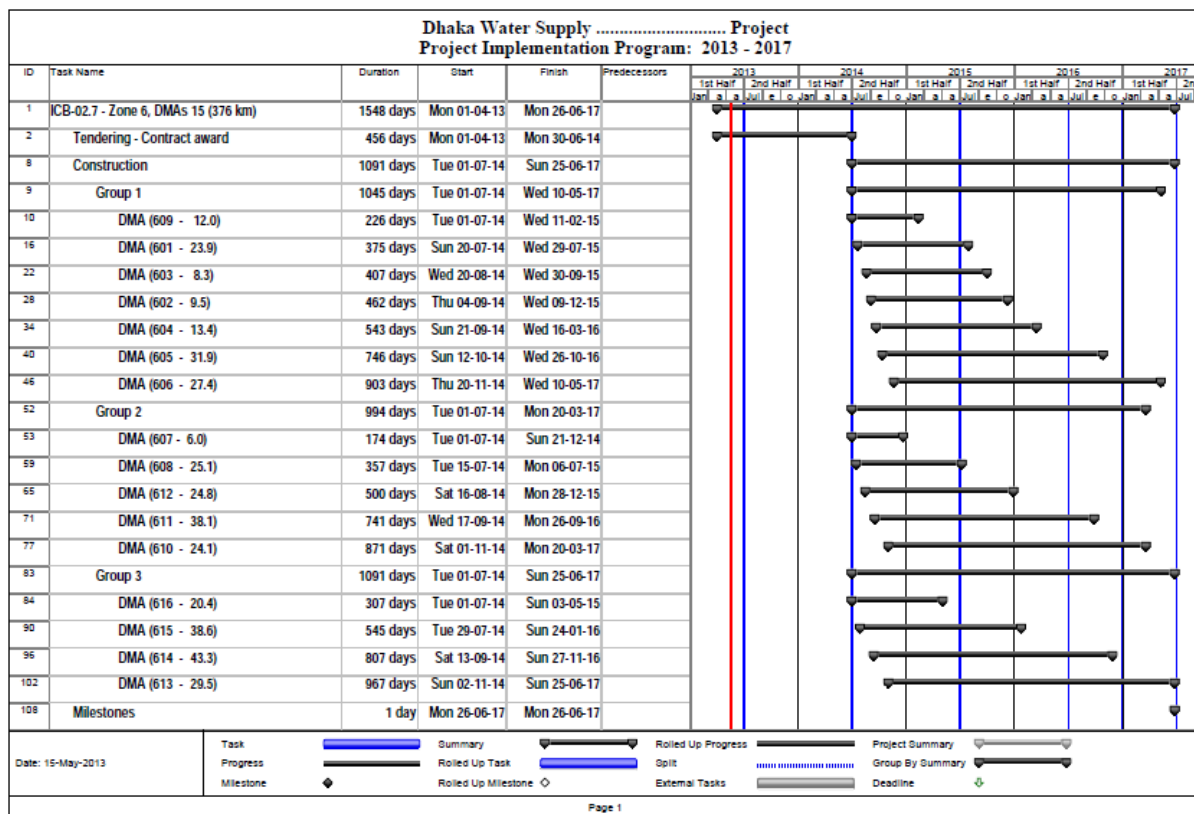 Dhaka Water Supply ............................ Project
Project Implementation Program: 2013 - 2017
ID Task Name Duration Start Finish Predecessors 2013 2014 2015 2016 2017
1st Half 2nd Half 1st Half 2nd Half 1st Half 2nd Half 1st Half 2nd Half 1st Half 2n
Jan a a Jul e o Jan a a Jul e o Jan a a Jul e o Jan a a Jul e o Jan a a Jul
1 ICB-02.7 - Zone 6, DMAs 15 (376 km) 1548 days Mon 01-04-13 Mon 26-06-17
2 Tendering - Contract award 456 days Mon 01-04-13 Mon 30-06-14
8 Construction 1091 days Tue 01-07-14 Sun 25-06-17
9 Group 1 1045 days Tue 01-07-14 Wed 10-05-17
10 DMA (609 - 12.0) 226 days Tue 01-07-14 Wed 11-02-15
16 DMA (601 - 23.9) 375 days Sun 20-07-14 Wed 29-07-15
22 DMA (603 - 8.3) 407 days Wed 20-08-14 Wed 30-09-15
28 DMA (602 - 9.5) 462 days Thu 04-09-14 Wed 09-12-15
34 DMA (604 - 13.4) 543 days Sun 21-09-14 Wed 16-03-16
40 DMA (605 - 31.9) 746 days Sun 12-10-14 Wed 26-10-16
46 DMA (606 - 27.4) 903 days Thu 20-11-14 Wed 10-05-17
52 Group 2 994 days Tue 01-07-14 Mon 20-03-17
53 DMA (607 - 6.0) 174 days Tue 01-07-14 Sun 21-12-14
59 DMA (608 - 25.1) 357 days Tue 15-07-14 Mon 06-07-15
65 DMA (612 - 24.8) 500 days Sat 16-08-14 Mon 28-12-15
71 DMA (611 - 38.1) 741 days Wed 17-09-14 Mon 26-09-16
77 DMA (610 - 24.1) 871 days Sat 01-11-14 Mon 20-03-17
83 Group 3 1091 days Tue 01-07-14 Sun 25-06-17
84 DMA (616 - 20.4) 307 days Tue 01-07-14 Sun 03-05-15
90 DMA (615 - 38.6) 545 days Tue 29-07-14 Sun 24-01-16
96 DMA (614 - 43.3) 807 days Sat 13-09-14 Sun 27-11-16
102 DMA (613 - 29.5) 967 days Sun 02-11-14 Sun 25-06-17
108 Milestones 1 day Mon 26-06-17 Mon 26-06-17
Task Summary Rolled Up Progress Project Summary
Date: 15-May-2013 Progress Rolled Up Task Split Group By Summary
Milestone Rolled Up Milestone External Tasks Deadline
Page 1